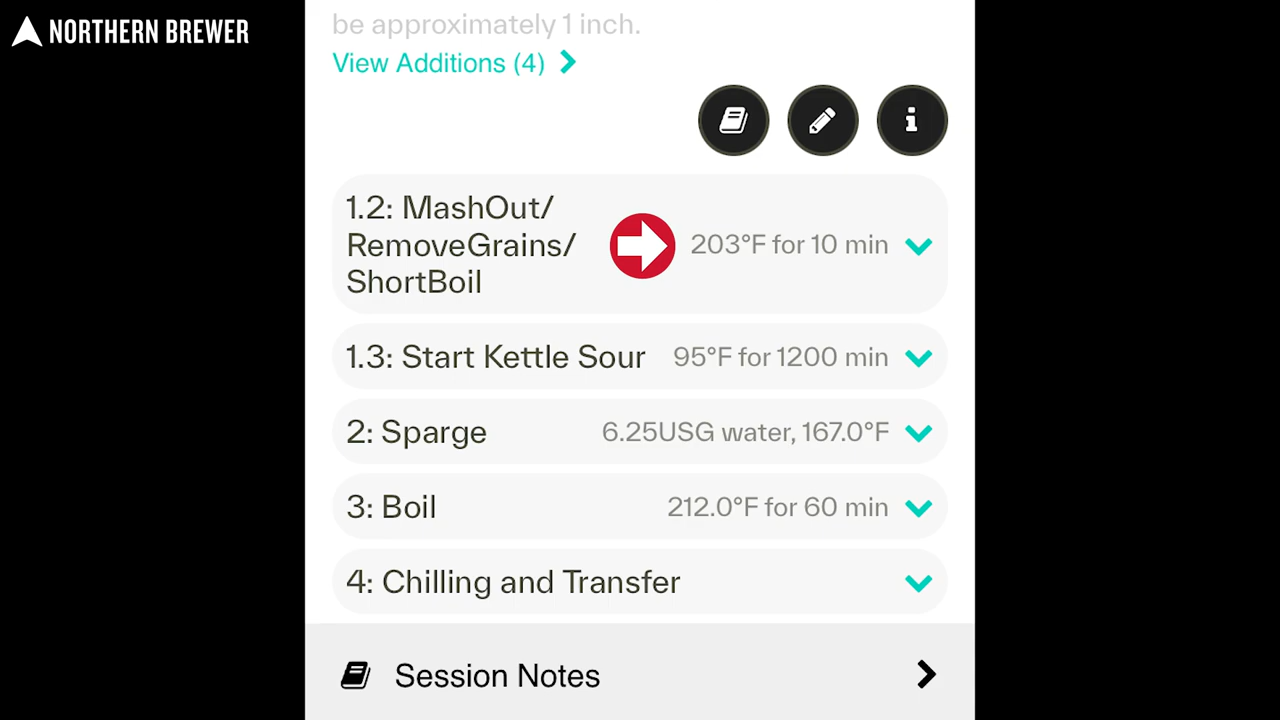 NORTHERN BREWER
be approximately 1 inch.
View Additions (4)
1.2: MashOut/
RemoveGrains/
ShortBoil
203°F for 10 min
1.3: Start Kettle Sour 95°F for 1200 min
2: Sparge 6.25USG water, 167.0°F
3: Boil 212.0°F for 60 min
4: Chilling and Transfer
Session Notes